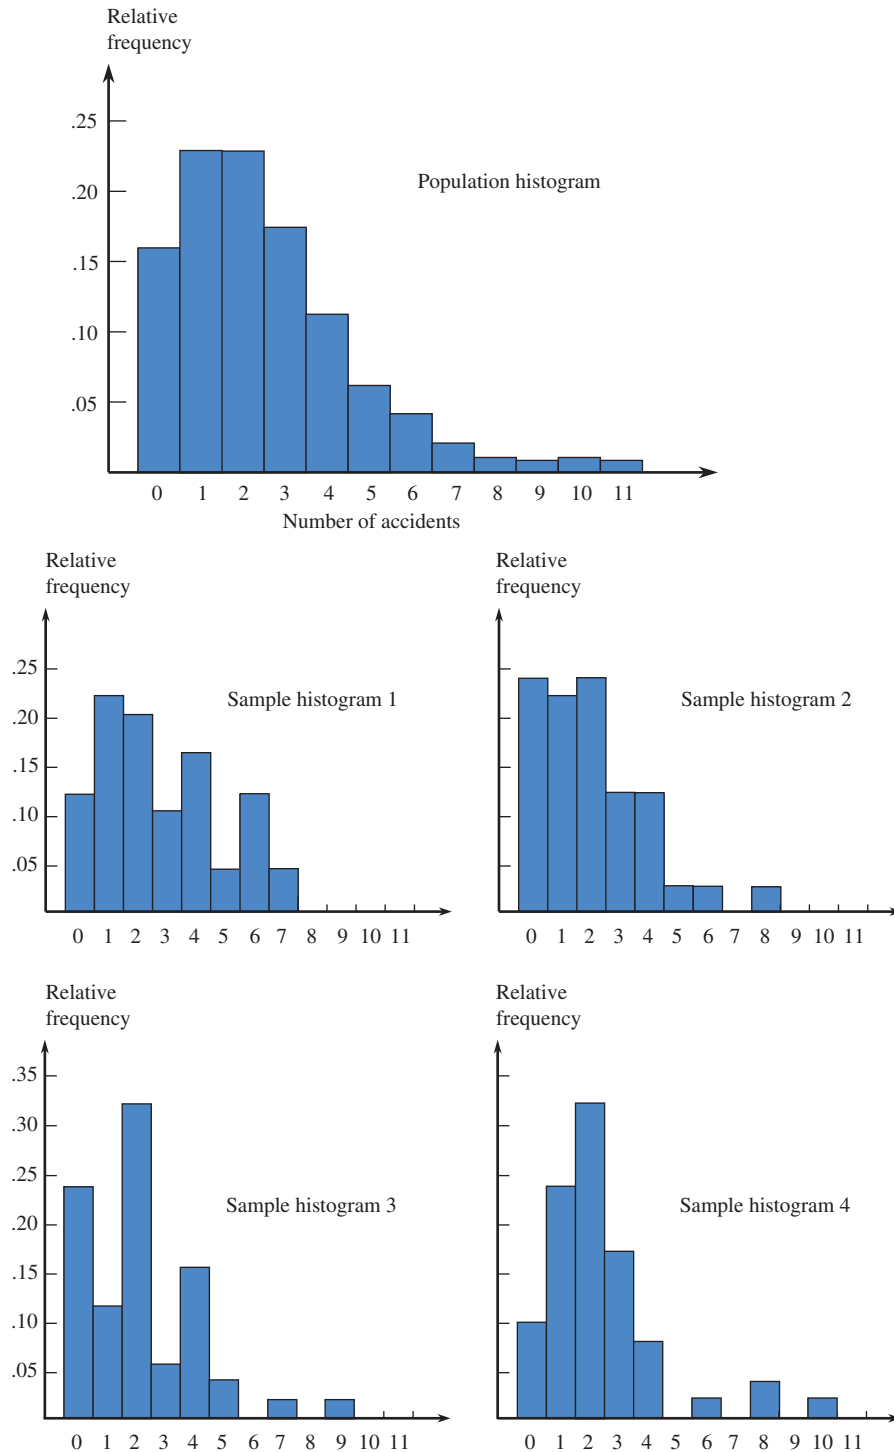 Relative
frequency
.25
Population histogram
.20
.15
.10
.05
0 1 2 3 4 5 6 7 8 9 10 11
Number of accidents
Relative
frequency
.25
Sample histogram 1
.20
.15
.10
.05
0 1 2 3 4 5 6 7 8 9 10 11
Relative
frequency
Sample histogram 2
0 1 2 3 4 5 6 7 8 9 10 11
Relative
frequency
.35
.30
.25
Sample histogram 3
.20
.15
.10
.05
0 1 2 3 4 5 6 7 8 9 10 11
Relative
frequency
Sample histogram 4
0 1 2 3 4 5 6 7 8 9 10 11